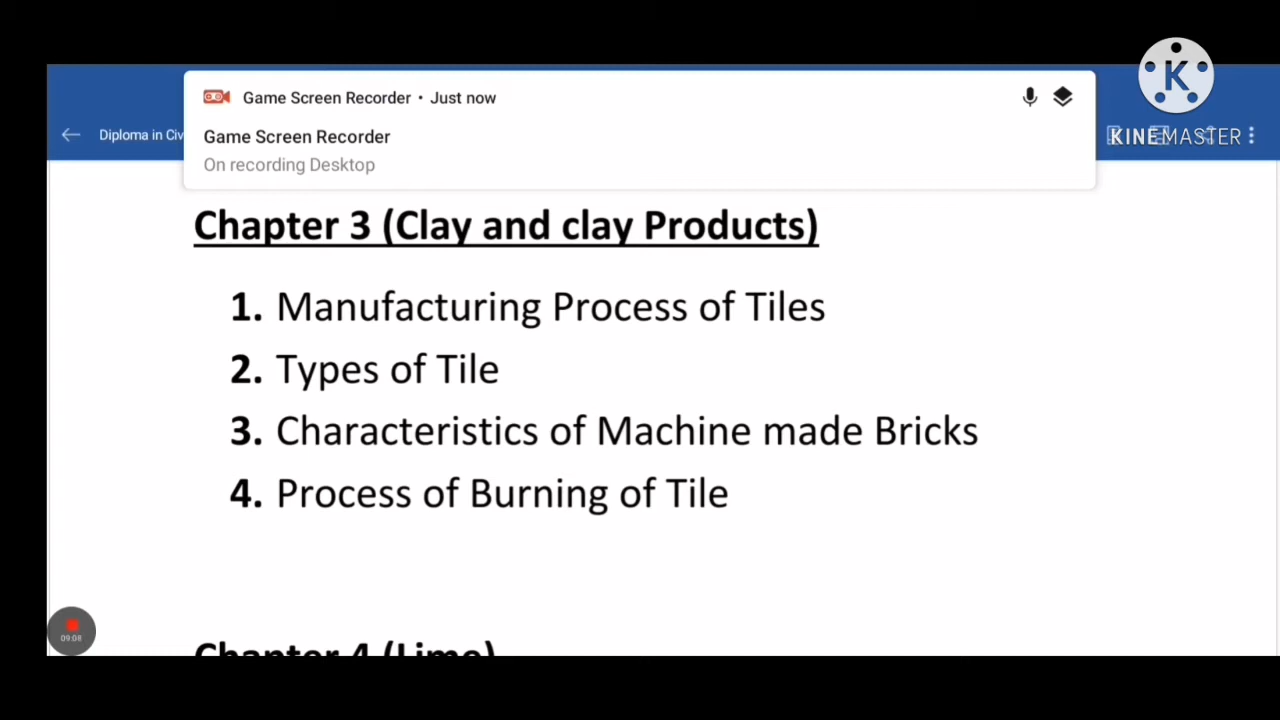 Game Screen Recorder • Just now
KINEMASTER
Diploma in Civ
Game Screen Recorder
On recording Desktop
Chapter 3 (Clay and clay Products)
1. Manufacturing Process of Tiles
2. Types of Tile
3. Characteristics of Machine made Bricks
4. Process of Burning of Tile
09:08
Chapter 4 (Lime)